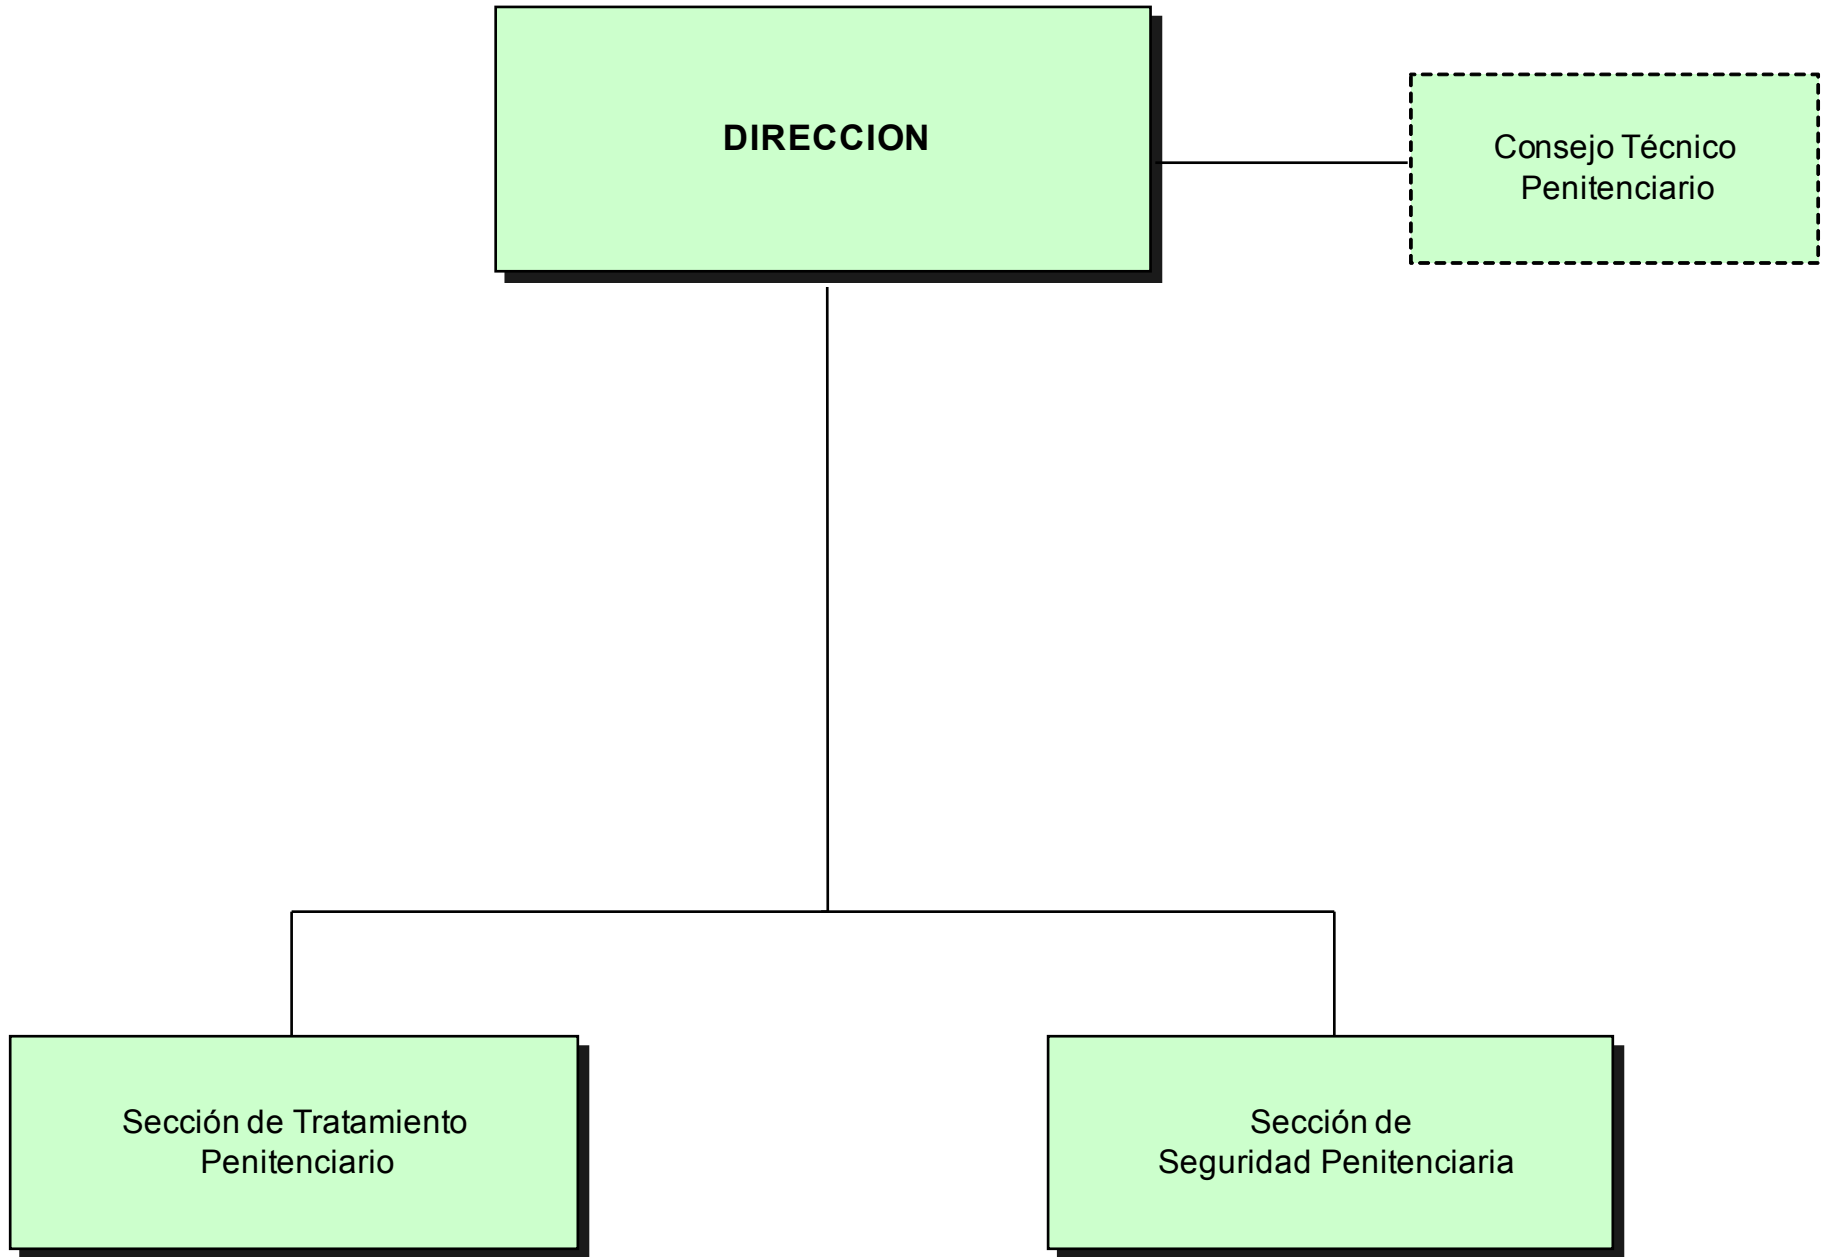 DIRECCION
Consejo Técnico
Penitenciario
Sección de Tratamiento
Penitenciario
Sección de
Seguridad Penitenciaria